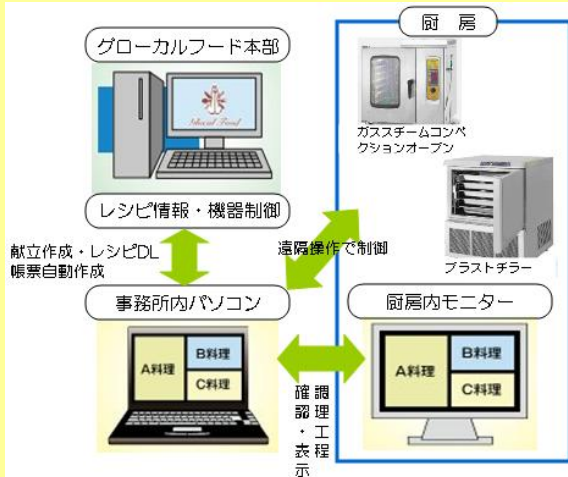 厨 房
グローカルフード本部
ガススチームコンベ
クションオーブン
レシピ情報・機器制御
献立作成・レシピDL
帳票自動作成
遠隔操作で制御
ブラストチラー
事務所内パソコン
厨房内モニター
A料理
B料理
C料理
A料理
B料理
C料理
調理工程
確認・表示